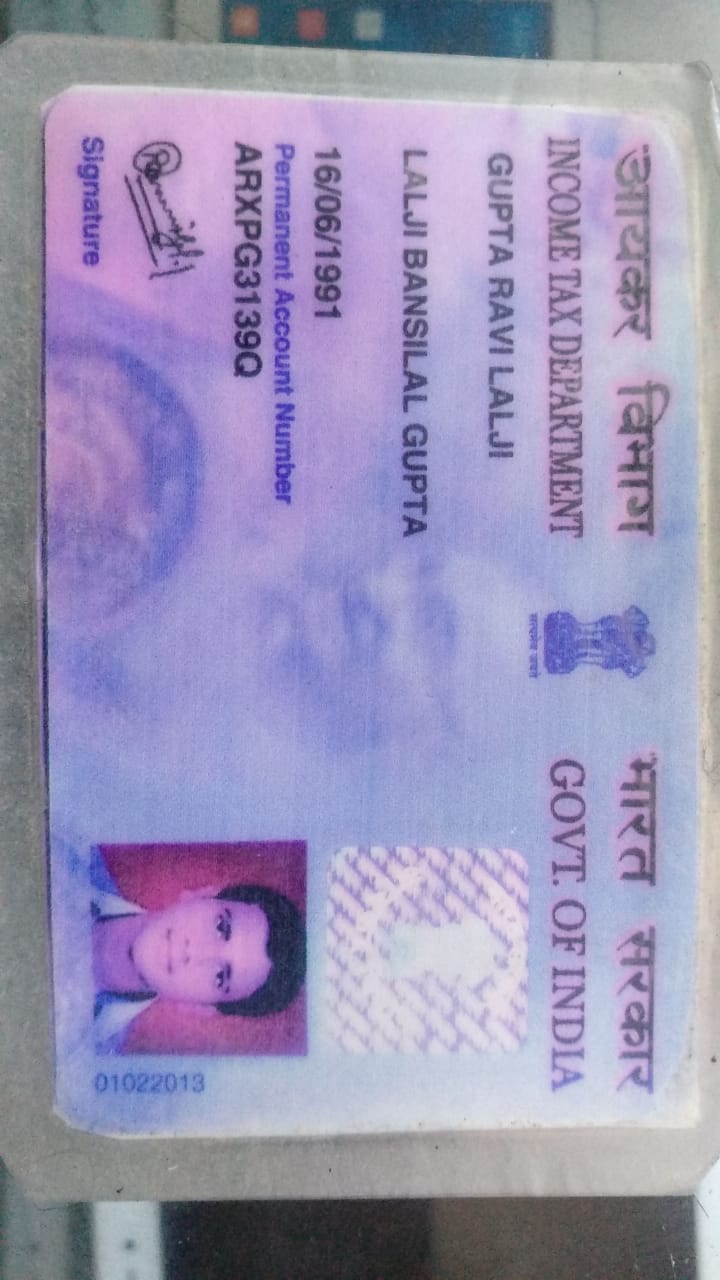 आयकर विभाग
INCOME TAX DEPARTMENT
भारत सरकार
GOVT. OF INDIA
सत्यमेव जयते
GUPTA RAVI LALJI
LALJI BANSILAL GUPTA
16/06/1991
Permanent Account Number
ARXPG3139Q
Signature
01022013